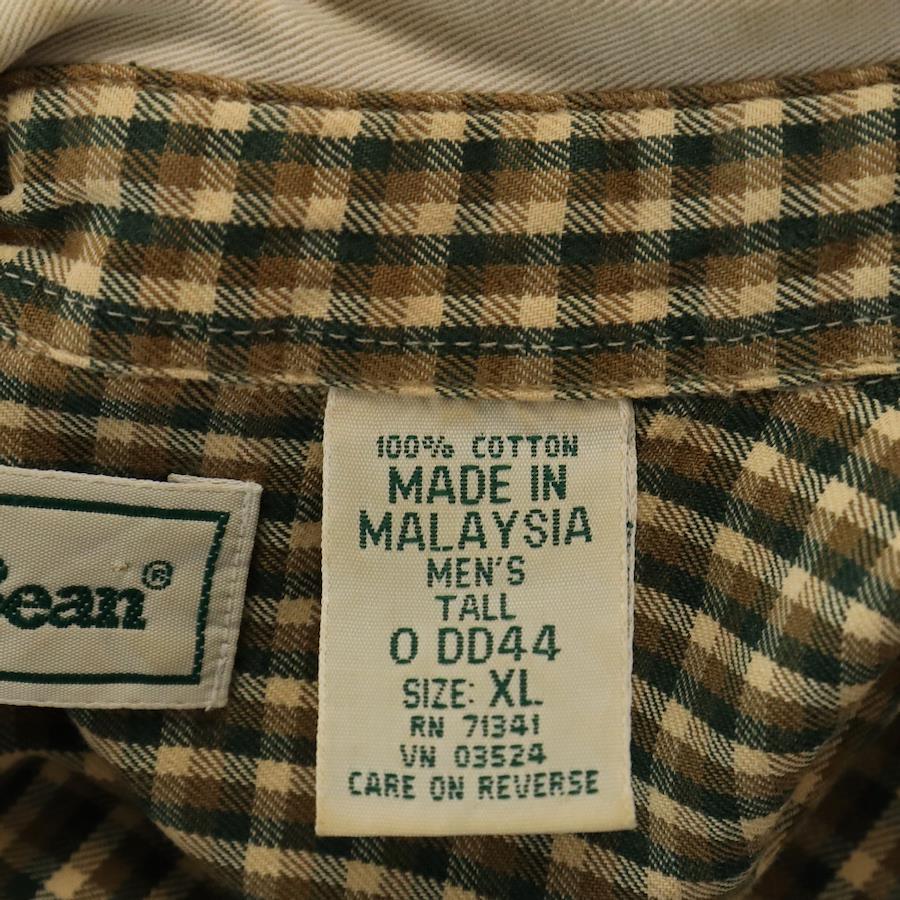 Bean®
100% COTTON
MADE IN
MALAYSIA
MEN'S
TALL
0 DD44
SIZE: XL
RN 71341
VN 03524
CARE ON REVERSE